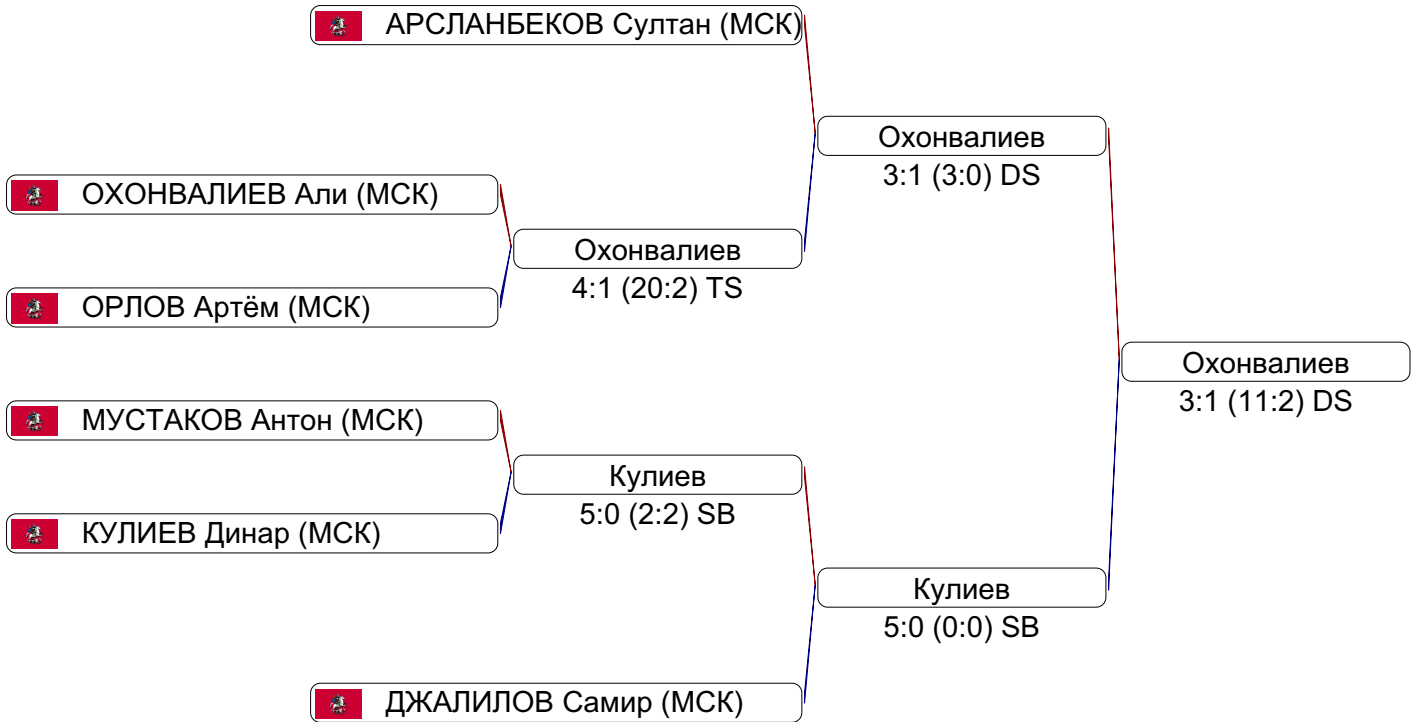 АРСЛАНБЕКОВ Султан (МСК)
Охонвалиев
3:1 (3:0) DS
ОХОНВАЛИЕВ Али (МСК)
Охонвалиев
4:1 (20:2) TS
ОРЛОВ Артём (МСК)
Охонвалиев
3:1 (11:2) DS
МУСТАКОВ Антон (МСК)
Кулиев
5:0 (2:2) SB
КУЛИЕВ Динар (МСК)
Кулиев
5:0 (0:0) SB
ДЖАЛИЛОВ Самир (МСК)